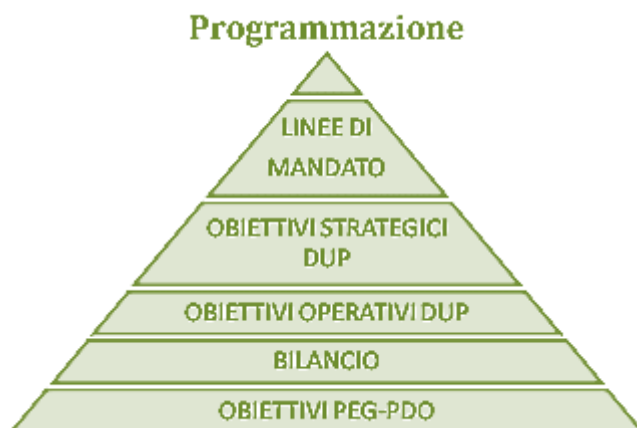 Programmazione
LINEE DI
MANDATO
OBIETTIVI STRATEGICI
DUP
OBIETTIVI OPERATIVI DUP
BILANCIO
OBIETTIVI PEG-PDO